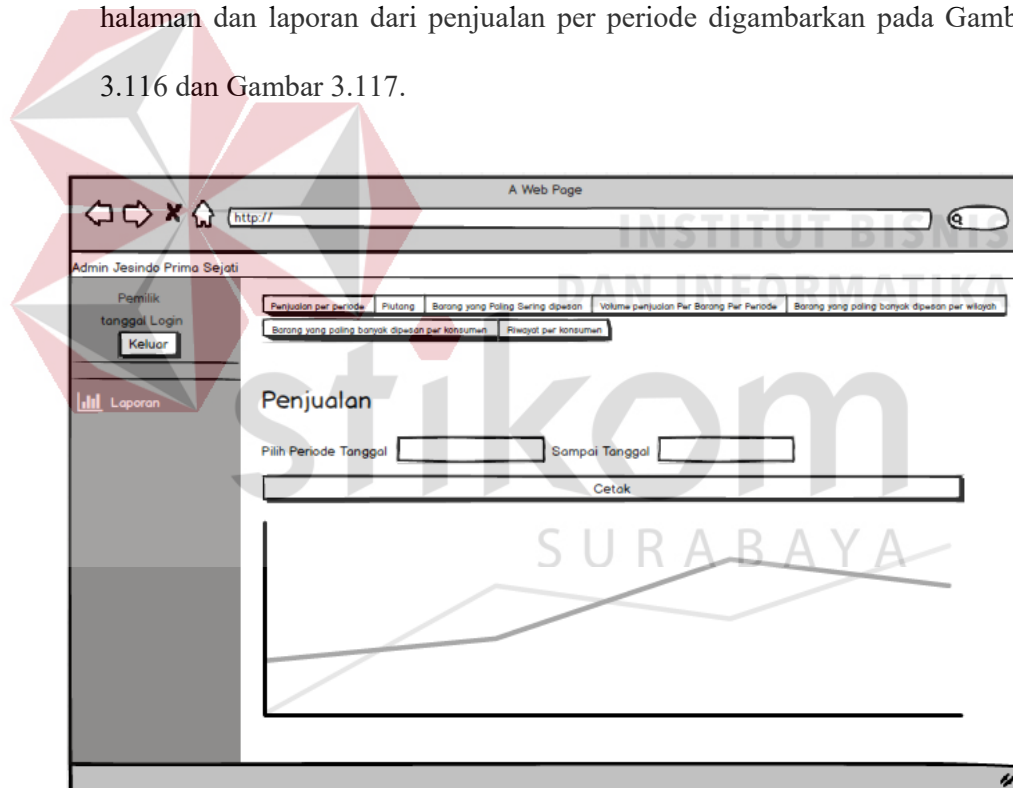 halaman dan laporan dari penjualan per periode digambarkan pada Gamb
3.116 dan Gambar 3.117.
A Web Page
http://
INSTITUT BISNIS
DAN INFORMATIKA
Admin Jesindo Prima Sejati
Pemilik
tanggal Login
Keluar
Laporan
Penjualan per periode Piutang Barang yang Paling Sering dipesan Volume penjualan Per Barang Per Periode Barang yang paling banyak dipesan per wilayah
Barang yang paling banyak dipesan per konsumen Riwayat per konsumen
stikom
Penjualan
Pilih Periode Tanggal Sampai Tanggal
Cetak
SURABAYA